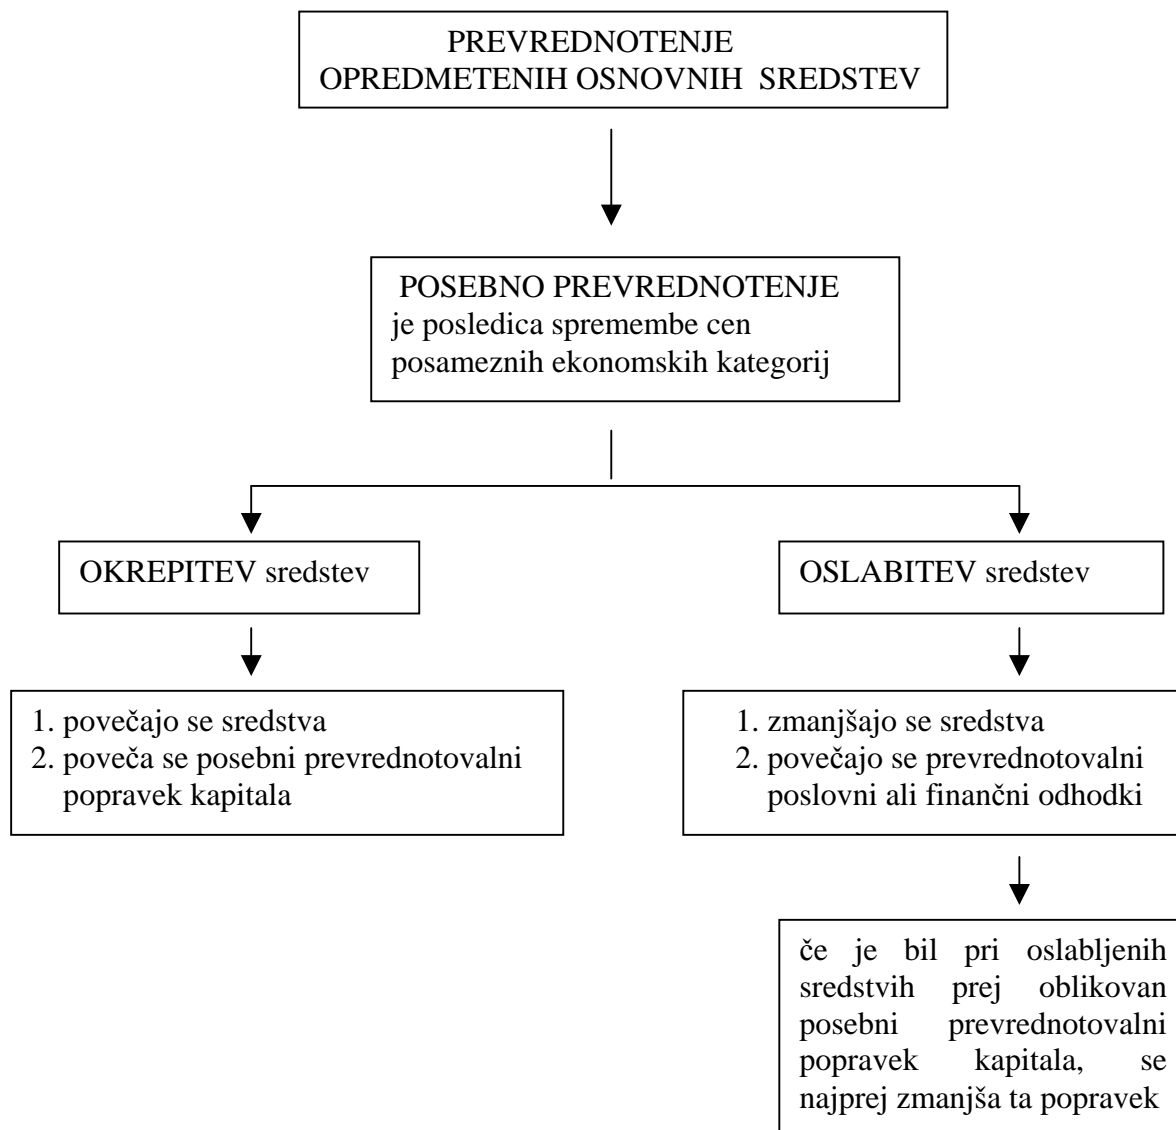 PREVREDNOTENJE
OPREDMETENIH OSNOVNIH SREDSTEV
POSEBNO PREVREDNOTENJE
je posledica spremembe cen
posameznih ekonomskih kategorij
OKREPITEV sredstev
OSLABITEV sredstev
1. povečajo se sredstva
2. poveča se posebni prevrednotovalni
popravek kapitala
1. zmanjšajo se sredstva
2. povečajo se prevrednotovalni
poslovni ali finančni odhodki
če je bil pri oslabljenih
sredstvih prej oblikovan
posebni prevrednotovalni
popravek kapitala, se
najprej zmanjša ta popravek